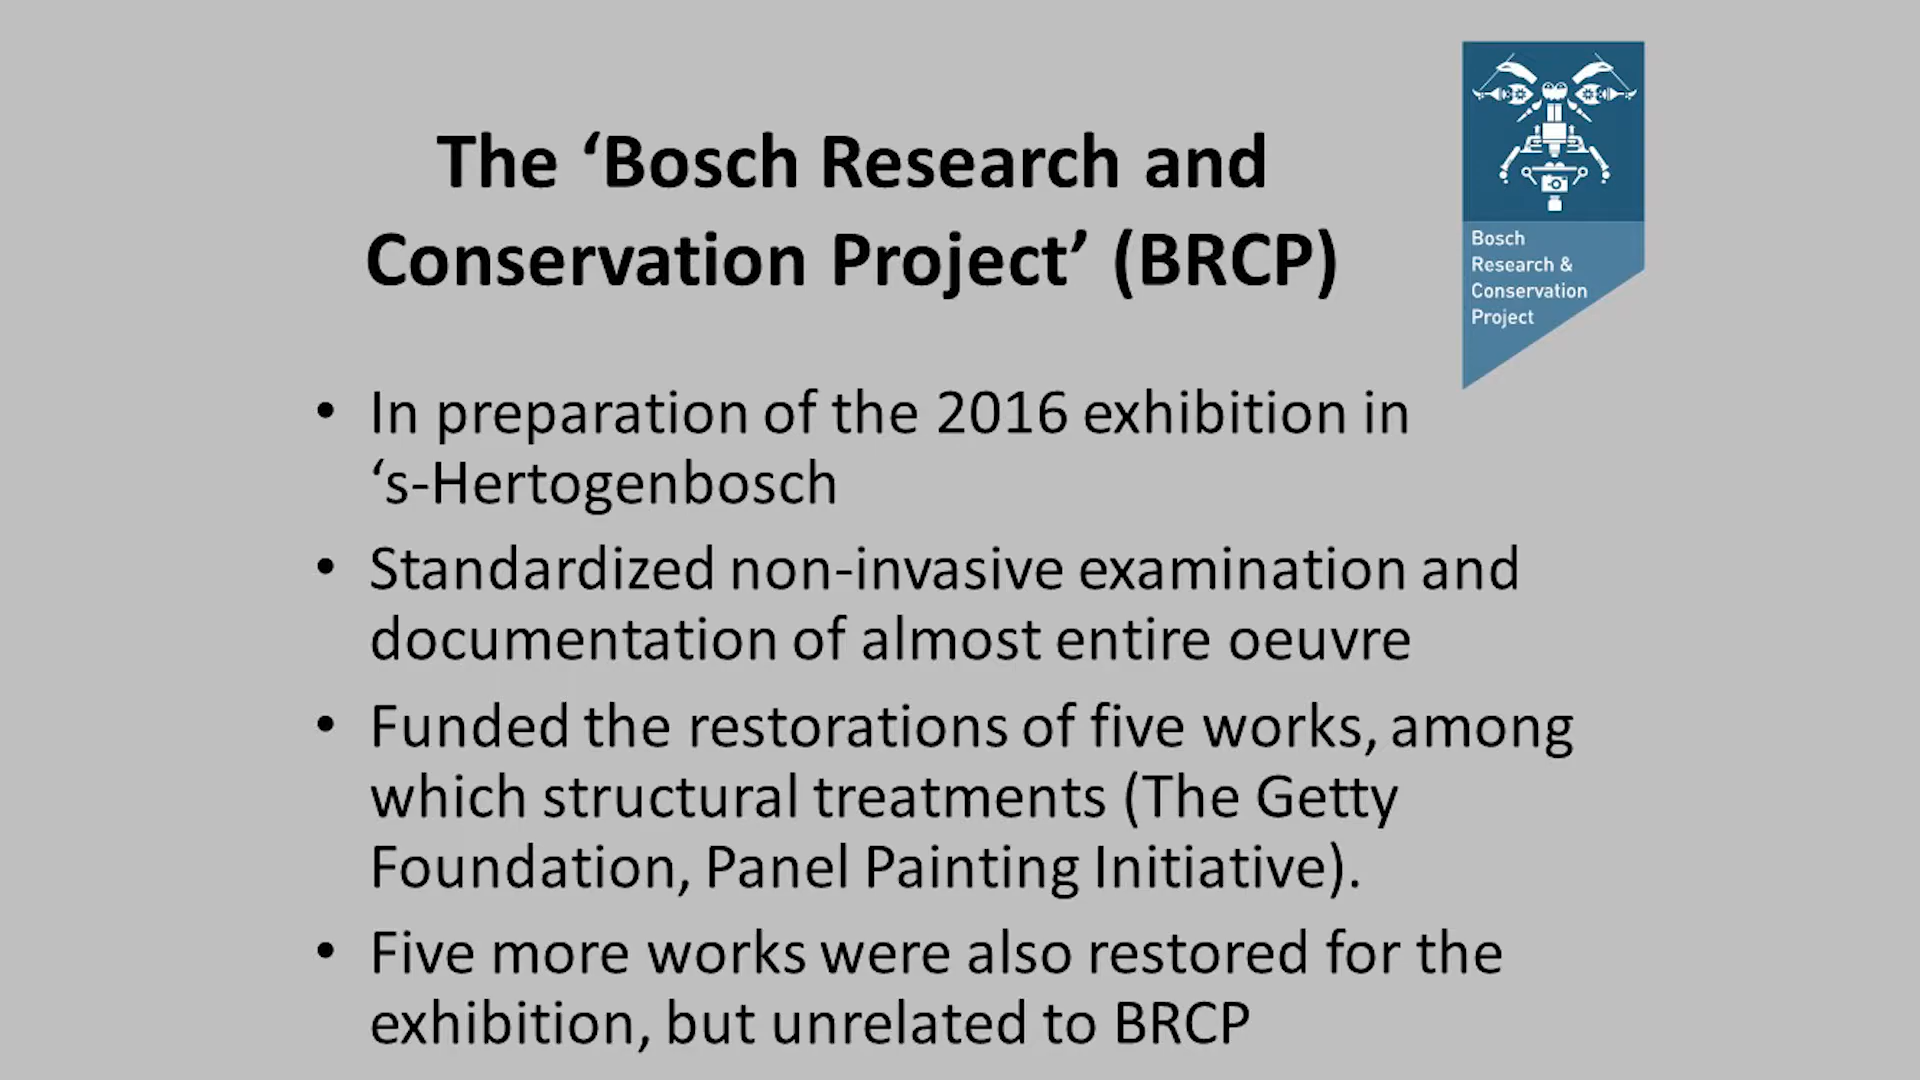 The ‘Bosch Research and
Conservation Project’ (BRCP)
Bosch
Research &
Conservation
Project
• In preparation of the 2016 exhibition in
‘s-Hertogenbosch
• Standardized non-invasive examination and
documentation of almost entire oeuvre
• Funded the restorations of five works, among
which structural treatments (The Getty
Foundation, Panel Painting Initiative).
• Five more works were also restored for the
exhibition, but unrelated to BRCP